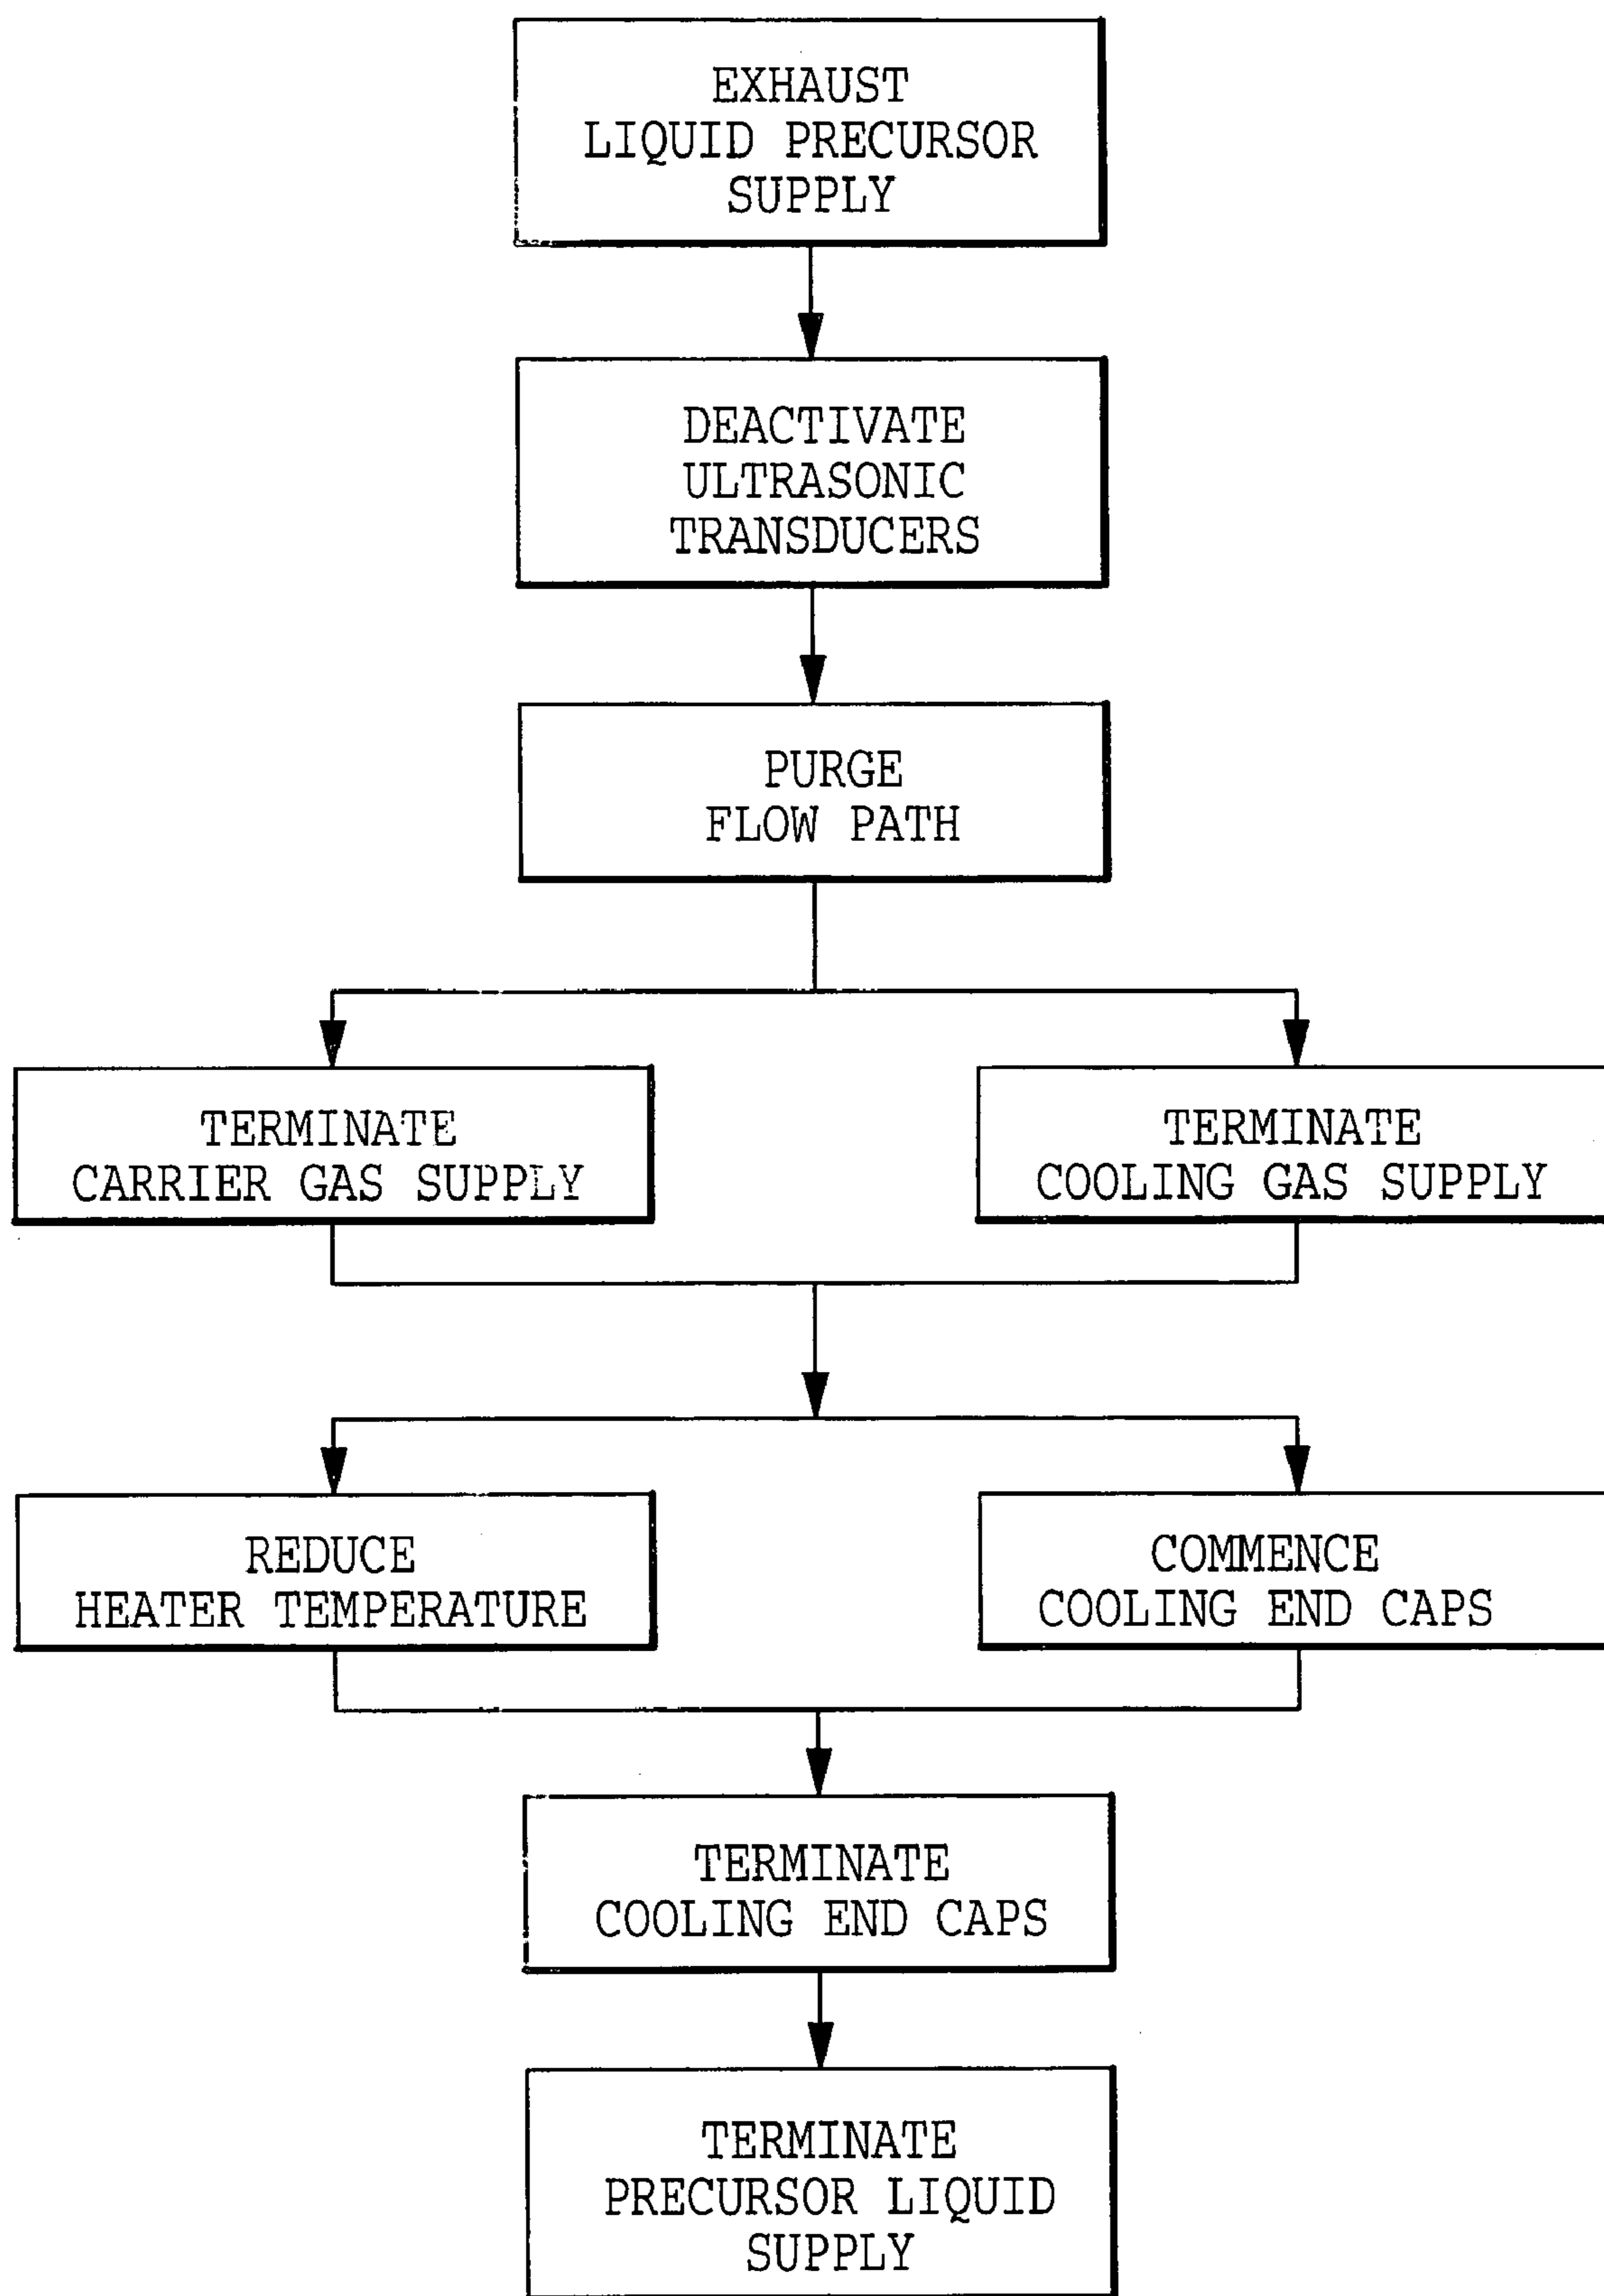 EXHAUST
LIQUID PRECURSOR
SUPPLY
DEACTIVATE
ULTRASONIC
TRANSDUCERS
PURGE
FLOW PATH
TERMINATE
CARRIER GAS SUPPLY
TERMINATE
COOLING GAS SUPPLY
REDUCE
HEATER TEMPERATURE
COMMENCE
COOLING END CAPS
TERMINATE
COOLING END CAPS
TERMINATE
PRECURSOR LIQUID
SUPPLY